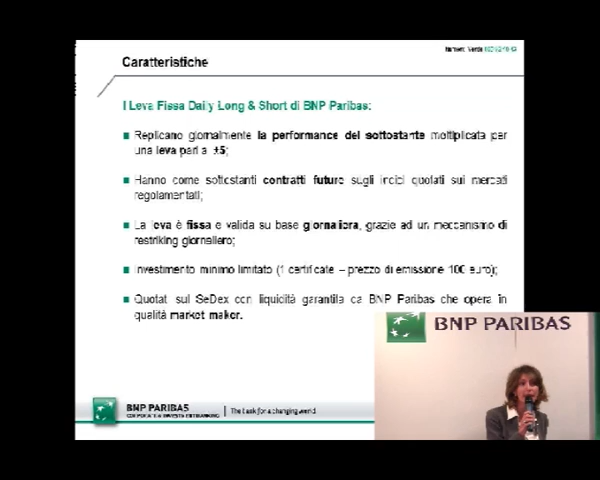 Numero Verde
Caratteristiche
I Leva Fissa Daily Long & Short di BNP Paribas:
Replicano giornalmente la performance del sottostante moltiplicata per
una leva pari a ±5;
Hanno come sottostanti contratti future sugli indici quotati sui mercati
regolamentati;
La leva è fissa e valida su base giornaliera, grazie ad un meccanismo di
restriking giornaliero;
Investimento minimo limitato (1 certificate – prezzo di emissione 100 euro);
Quotati sul SeDex con liquidità garantita da BNP Paribas che opera in
qualità market maker.
BNP PARIBAS
BNP PARIBAS
CORPORATE & INVESTMENT BANKING
The bank for a changing world